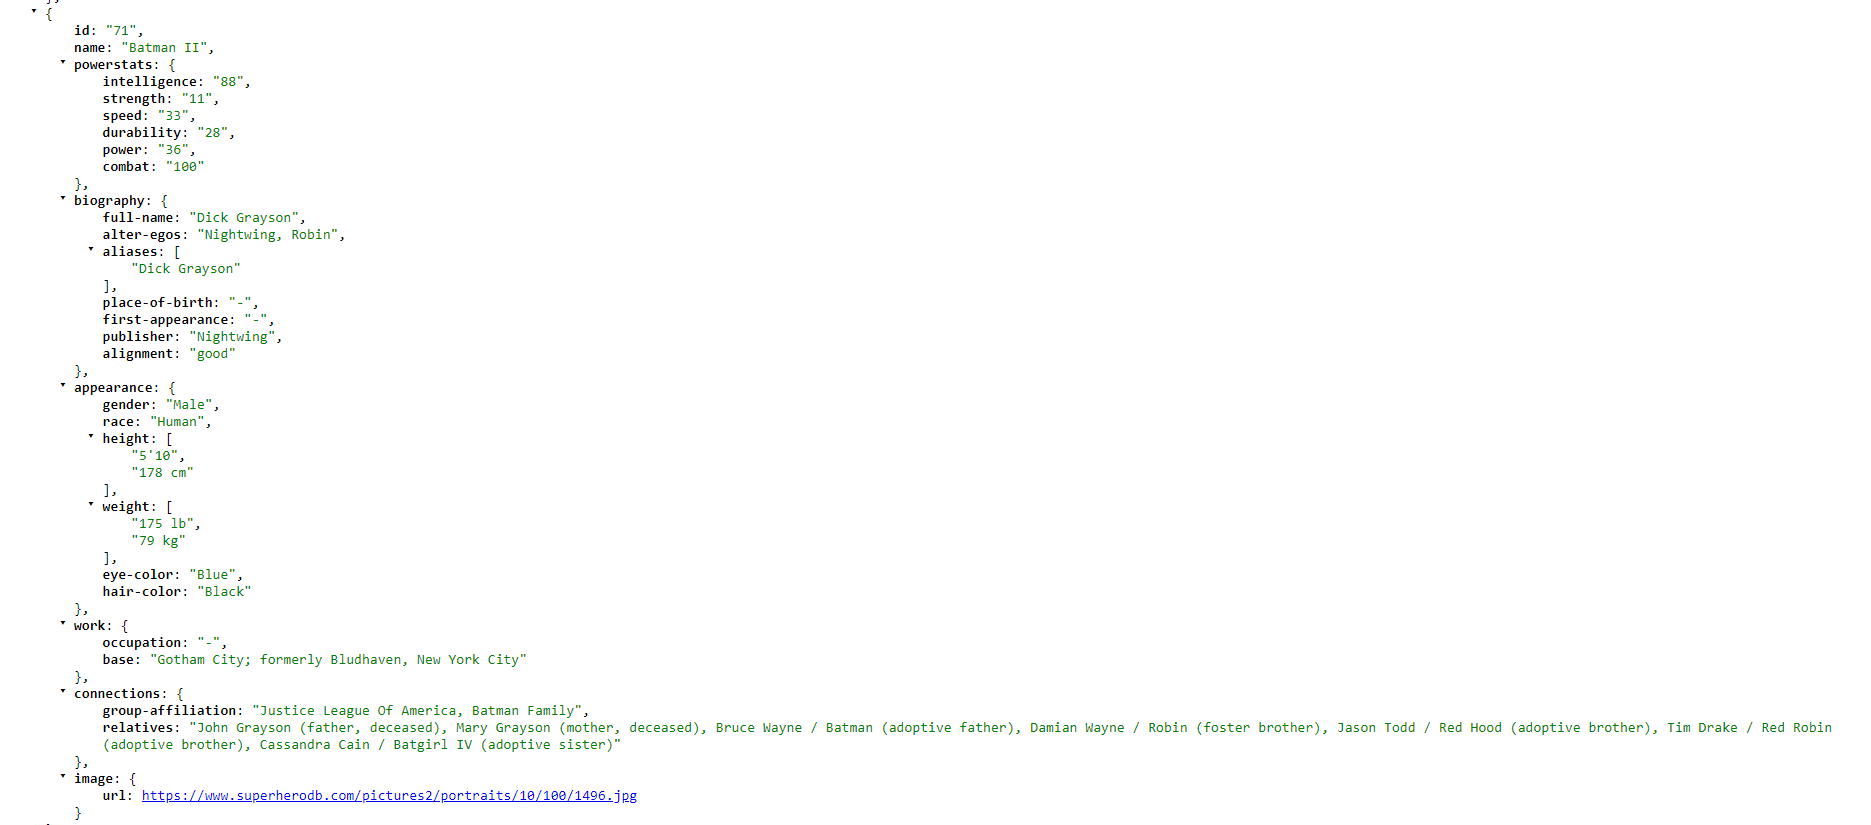 {
id: "71",
name: "Batman II",
powerstats: {
intelligence: "88",
strength: "11",
speed: "33",
durability: "28",
power: "36",
combat: "100"
},
biography: {
full-name: "Dick Grayson",
alter-egos: "Nightwing, Robin",
aliases: [
"Dick Grayson"
],
place-of-birth: "-",
first-appearance: "-",
publisher: "Nightwing",
alignment: "good"
},
appearance: {
gender: "Male",
race: "Human",
height: [
"5'10",
"178 cm"
],
weight: [
"175 lb",
"79 kg"
],
eye-color: "Blue",
hair-color: "Black"
},
work: {
occupation: "-",
base: "Gotham City; formerly Bludhaven, New York City"
},
connections: {
group-affiliation: "Justice League Of America, Batman Family",
relatives: "John Grayson (father, deceased), Mary Grayson (mother, deceased), Bruce Wayne / Batman (adoptive father), Damian Wayne / Robin (foster brother), Jason Todd / Red Hood (adoptive brother), Tim Drake / Red Robin
(adoptive brother), Cassandra Cain / Batgirl IV (adoptive sister)"
},
image: {
url: https://www.superherodb.com/pictures2/portraits/10/100/1496.jpg
}